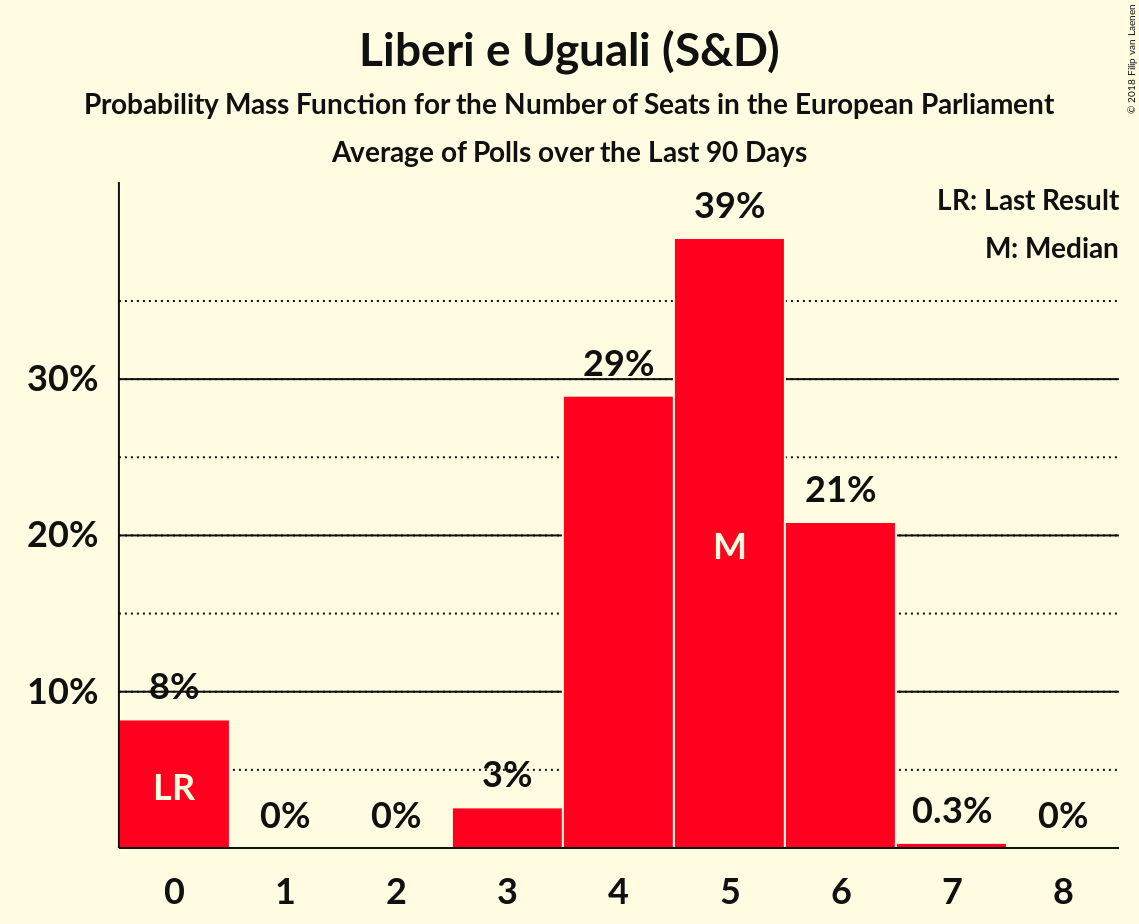 Liberi e Uguali (S&D)
Probability Mass Function for the Number of Seats in the European Parliament
Average of Polls over the Last 90 Days
© 2018 Filip van Laenen
LR: Last Result
M: Median
39%
30%
29%
21%
20%
M
10%
8%
3%
LR
0%
0%
0.3%
0%
0 1 2 3 4 5 6 7 8